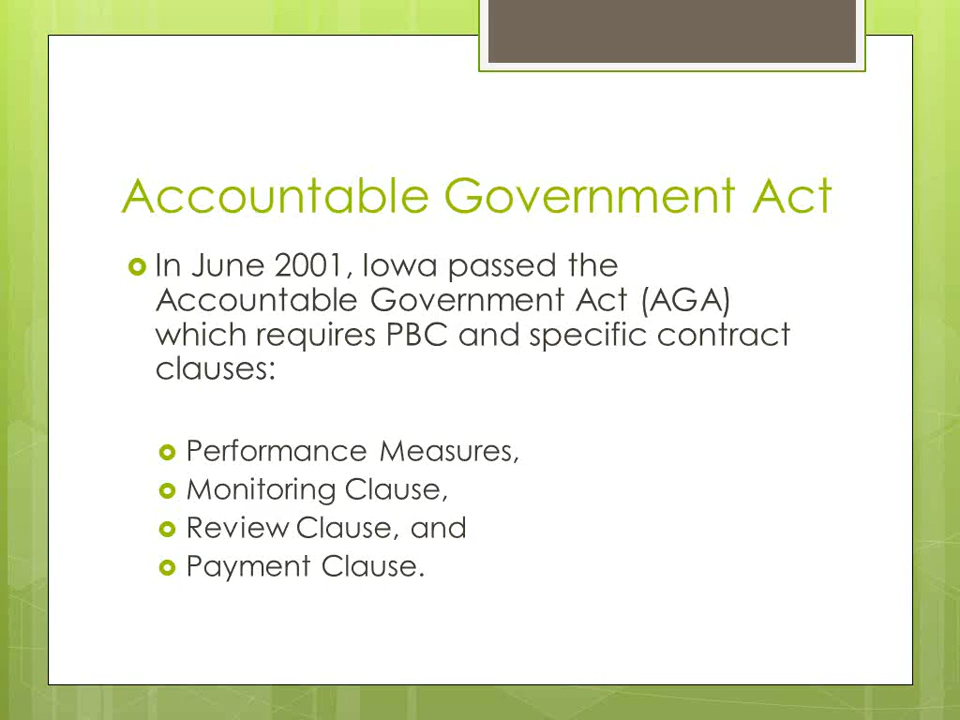 Accountable Government Act
In June 2001, Iowa passed the
Accountable Government Act (AGA)
which requires PBC and specific contract
clauses:
Performance Measures,
Monitoring Clause,
Review Clause, and
Payment Clause.